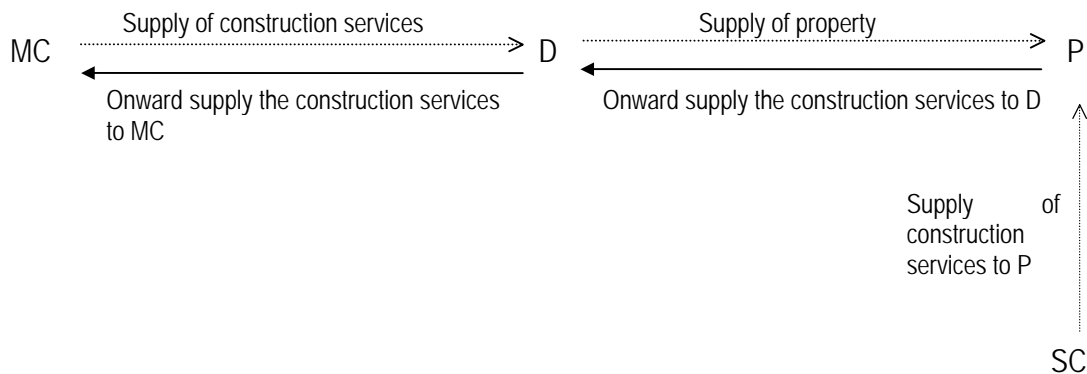 Supply of construction services
Supply of property
MC
D
P
Onward supply the construction services
to MC
Onward supply the construction services to D
Supply of
construction
services to P
SC